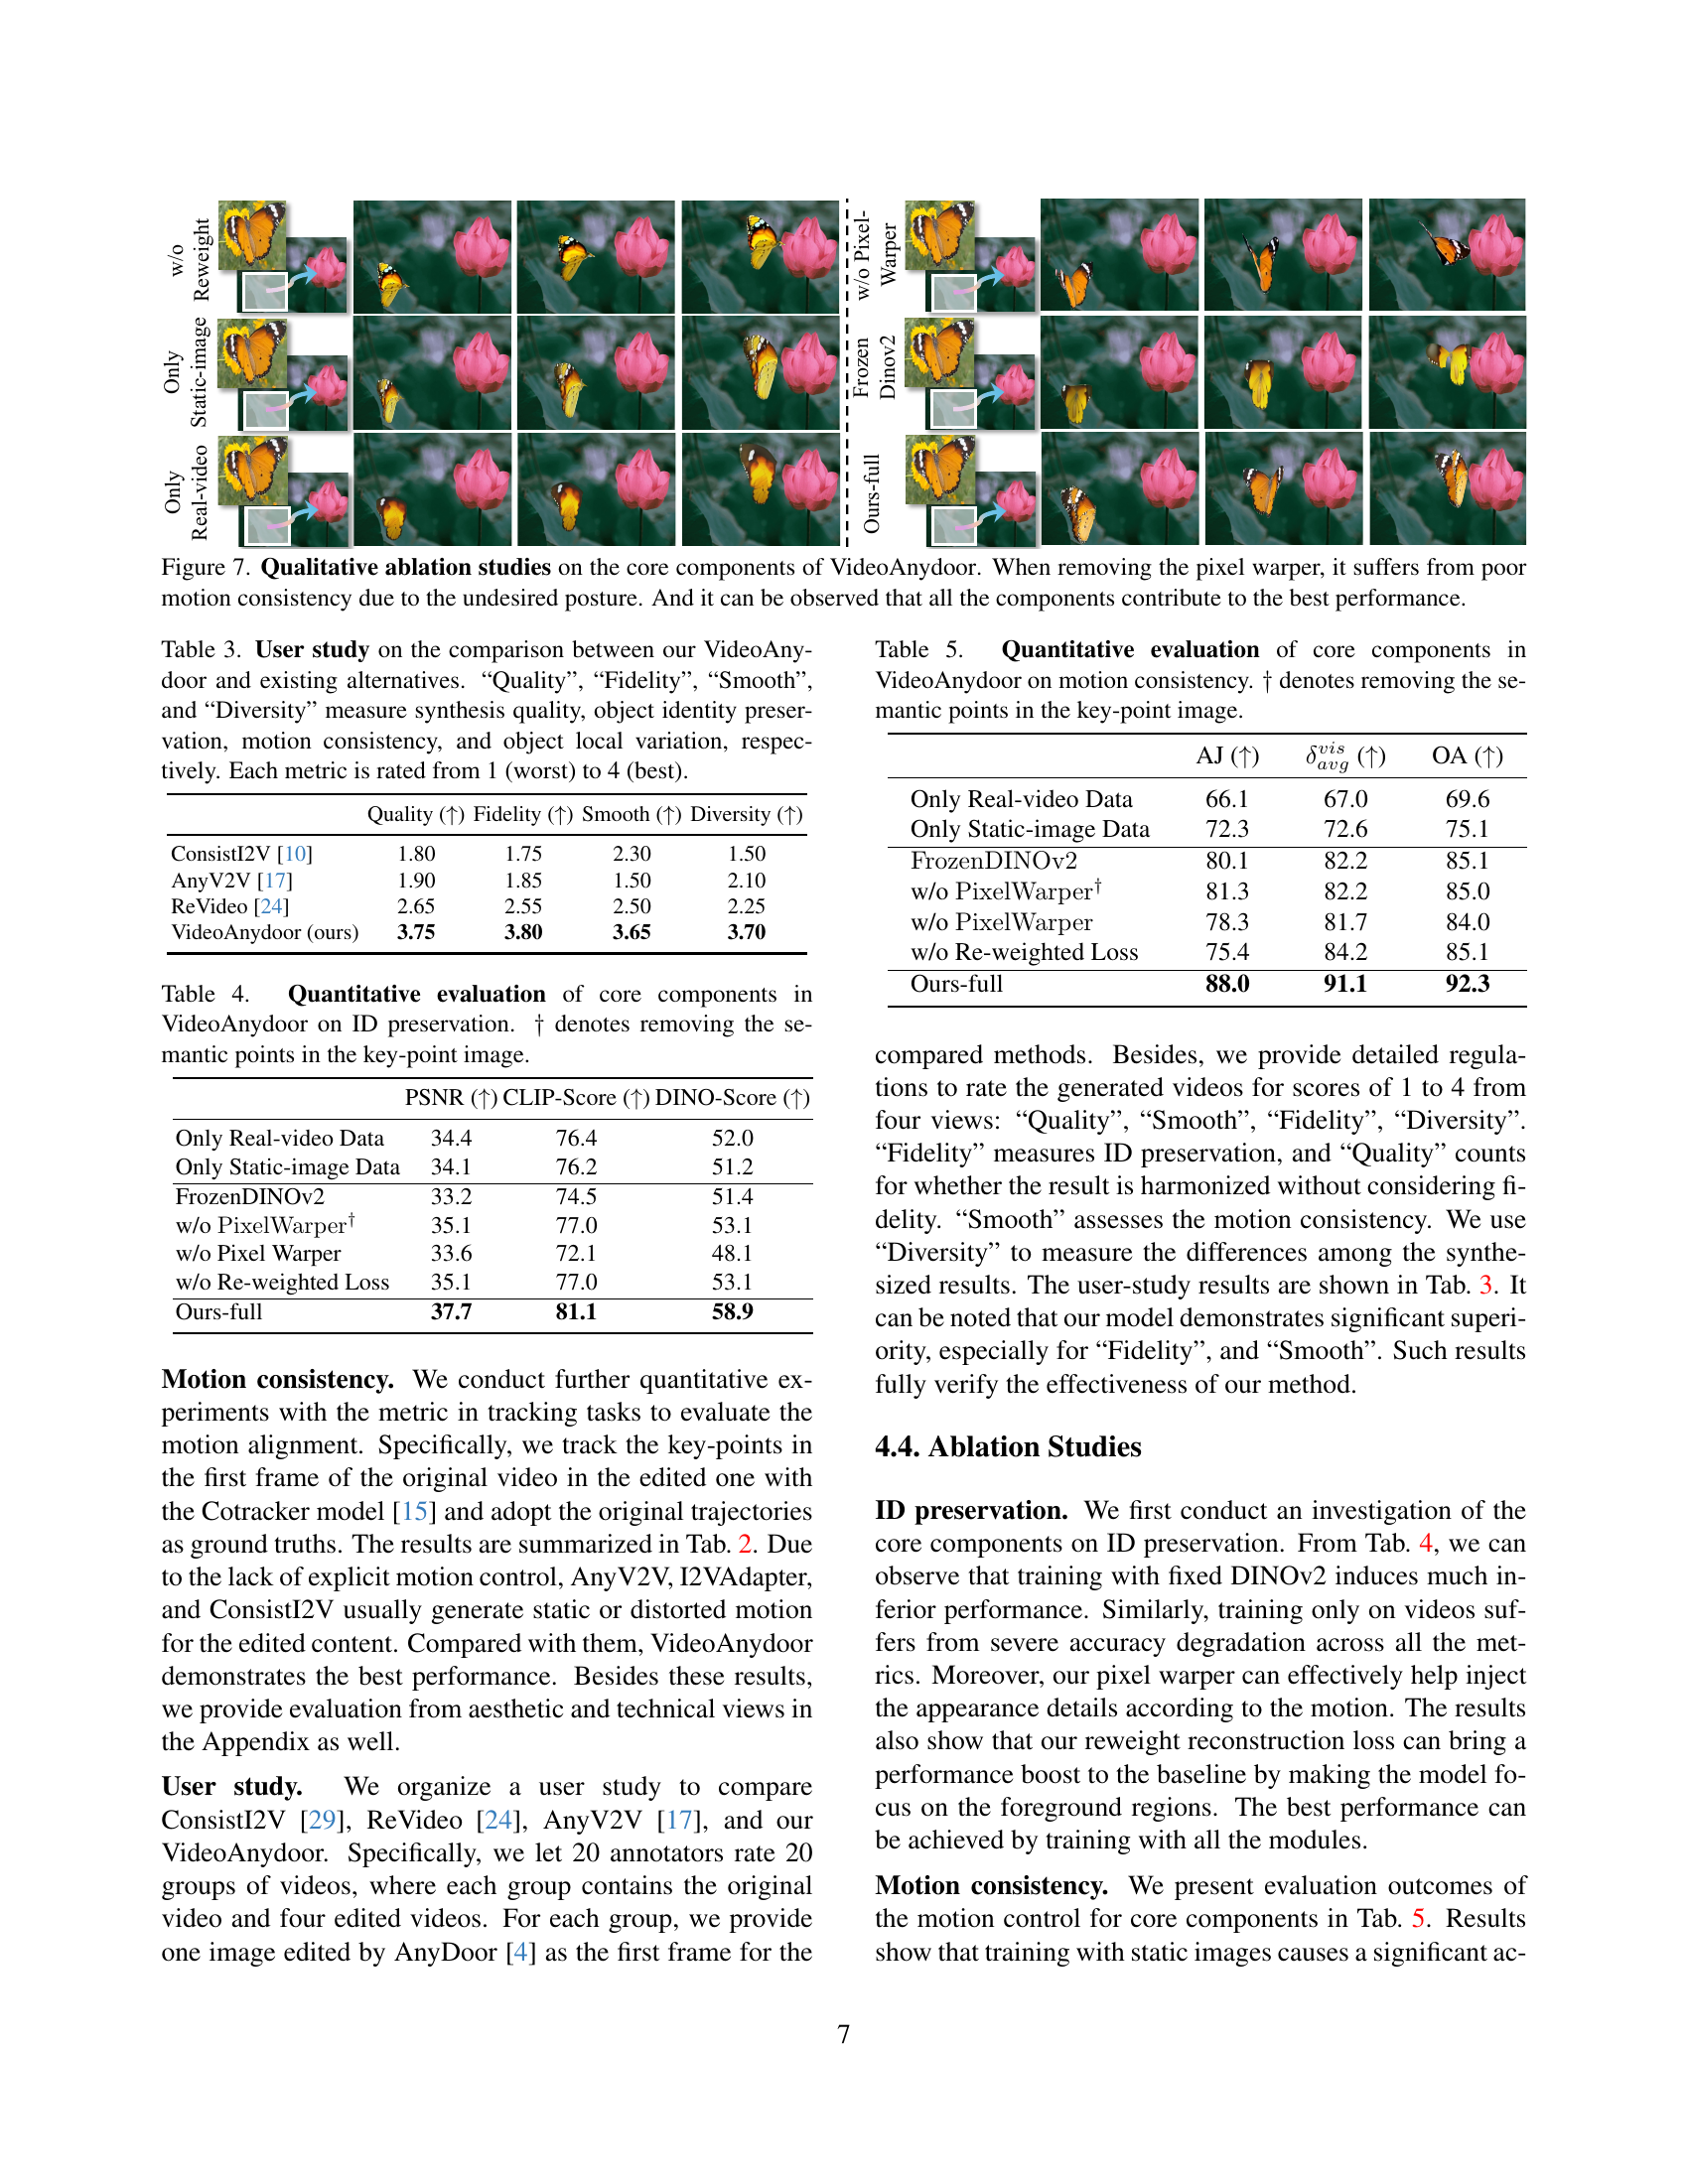 w/o
Reweight
Only
Static-image
Only
Real-video
w/o Pixel-
Warper
Frozen
Dinov2
Ours-full
Figure 7. Qualitative ablation studies on the core components of VideoAnydoor. When removing the pixel warper, it suffers from poor
motion consistency due to the undesired posture. And it can be observed that all the components contribute to the best performance.
Table 3. User study on the comparison between our VideoAny-
door and existing alternatives. “Quality”, “Fidelity”, “Smooth”,
and “Diversity” measure synthesis quality, object identity preser-
vation, motion consistency, and object local variation, respec-
tively. Each metric is rated from 1 (worst) to 4 (best).
Quality (↑) Fidelity (↑) Smooth (↑) Diversity (↑)
ConsistI2V [10] 1.80 1.75 2.30 1.50
AnyV2V [17] 1.90 1.85 1.50 2.10
ReVideo [24] 2.65 2.55 2.50 2.25
VideoAnydoor (ours) 3.75 3.80 3.65 3.70
Table 4. Quantitative evaluation of core components in
VideoAnydoor on ID preservation. † denotes removing the se-
mantic points in the key-point image.
PSNR (↑) CLIP-Score (↑) DINO-Score (↑)
Only Real-video Data 34.4 76.4 52.0
Only Static-image Data 34.1 76.2 51.2
FrozenDINOv2 33.2 74.5 51.4
w/o PixelWarper† 35.1 77.0 53.1
w/o Pixel Warper 33.6 72.1 48.1
w/o Re-weighted Loss 35.1 77.0 53.1
Ours-full 37.7 81.1 58.9
Motion consistency. We conduct further quantitative ex-
periments with the metric in tracking tasks to evaluate the
motion alignment. Specifically, we track the key-points in
the first frame of the original video in the edited one with
the Cotracker model [15] and adopt the original trajectories
as ground truths. The results are summarized in Tab. 2. Due
to the lack of explicit motion control, AnyV2V, I2VAdapter,
and ConsistI2V usually generate static or distorted motion
for the edited content. Compared with them, VideoAnydoor
demonstrates the best performance. Besides these results,
we provide evaluation from aesthetic and technical views in
the Appendix as well.
User study. We organize a user study to compare
ConsistI2V [29], ReVideo [24], AnyV2V [17], and our
VideoAnydoor. Specifically, we let 20 annotators rate 20
groups of videos, where each group contains the original
video and four edited videos. For each group, we provide
one image edited by AnyDoor [4] as the first frame for the
Table 5. Quantitative evaluation of core components in
VideoAnydoor on motion consistency. † denotes removing the se-
mantic points in the key-point image.
AJ (↑) δ^{vis}_{avg} (↑) OA (↑)
Only Real-video Data 66.1 67.0 69.6
Only Static-image Data 72.3 72.6 75.1
FrozenDINOv2 80.1 82.2 85.1
w/o PixelWarper† 81.3 82.2 85.0
w/o PixelWarper 78.3 81.7 84.0
w/o Re-weighted Loss 75.4 84.2 85.1
Ours-full 88.0 91.1 92.3
compared methods. Besides, we provide detailed regula-
tions to rate the generated videos for scores of 1 to 4 from
four views: “Quality”, “Smooth”, “Fidelity”, “Diversity”.
“Fidelity” measures ID preservation, and “Quality” counts
for whether the result is harmonized without considering fi-
delity. “Smooth” assesses the motion consistency. We use
“Diversity” to measure the differences among the synthe-
sized results. The user-study results are shown in Tab. 3. It
can be noted that our model demonstrates significant superi-
ority, especially for “Fidelity”, and “Smooth”. Such results
fully verify the effectiveness of our method.
4.4. Ablation Studies
ID preservation. We first conduct an investigation of the
core components on ID preservation. From Tab. 4, we can
observe that training with fixed DINOv2 induces much in-
ferior performance. Similarly, training only on videos suf-
fers from severe accuracy degradation across all the met-
rics. Moreover, our pixel warper can effectively help inject
the appearance details according to the motion. The results
also show that our reweight reconstruction loss can bring a
performance boost to the baseline by making the model fo-
cus on the foreground regions. The best performance can
be achieved by training with all the modules.
Motion consistency. We present evaluation outcomes of
the motion control for core components in Tab. 5. Results
show that training with static images causes a significant ac-
7